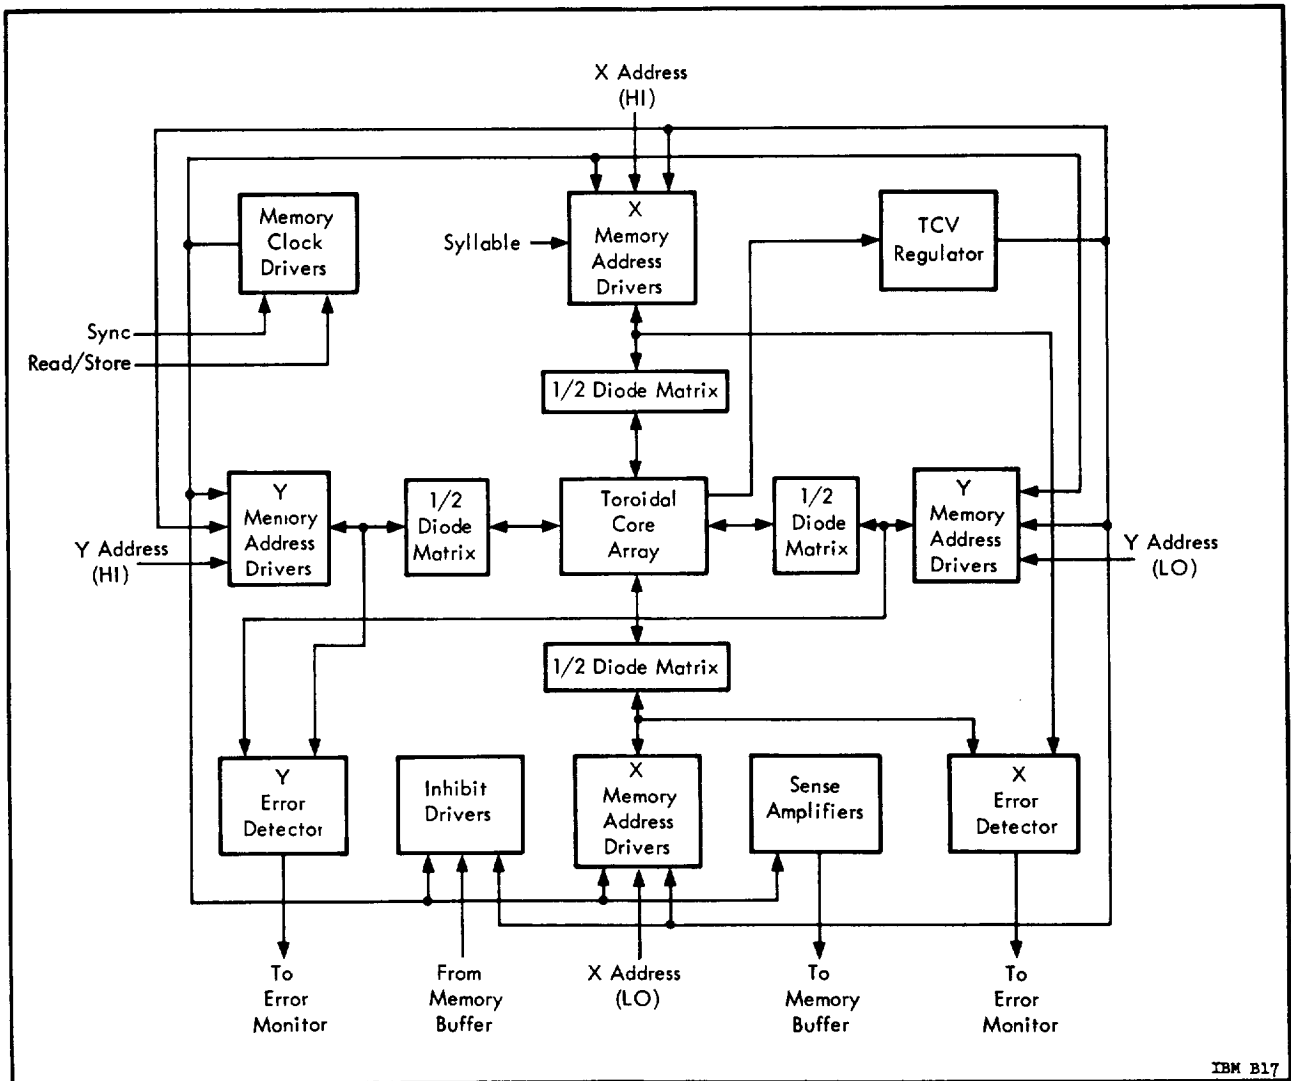 X Address
(HI)
Memory
Clock
Drivers
Syllable
X
Memory
Address
Drivers
TCV
Regulator
Sync
Read/Store
1/2 Diode Matrix
Y
Memory
Address
Drivers
1/2
Diode
Matrix
Toroidal
Core
Array
1/2
Diode
Matrix
Y
Memory
Address
Drivers
Y Address
(HI)
Y Address
(LO)
1/2 Diode Matrix
Y
Error
Detector
Inhibit
Drivers
X
Memory
Address
Drivers
Sense
Amplifiers
X
Error
Detector
To
Error
Monitor
From
Memory
Buffer
X Address
(LO)
To
Memory
Buffer
To
Error
Monitor
IBM B17